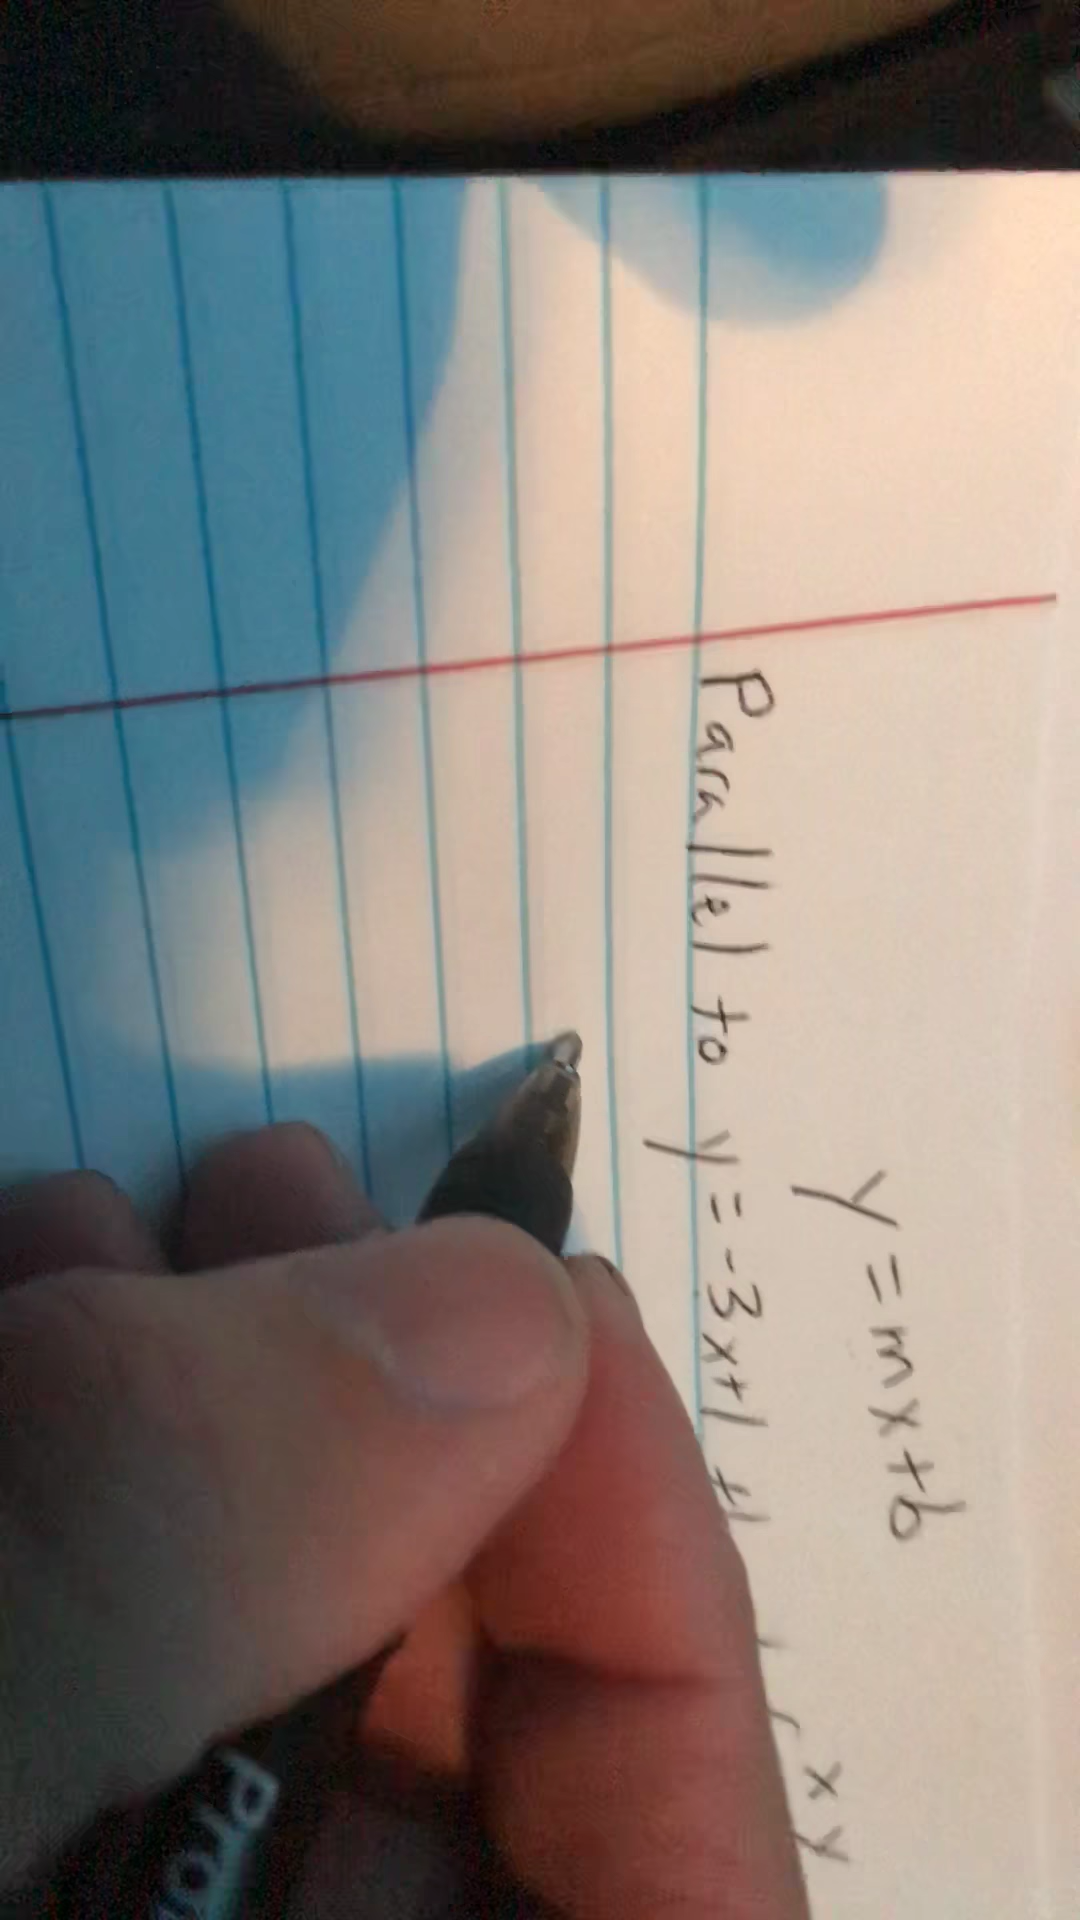 y = mx + b
x y
Parallel to y = -3x+1